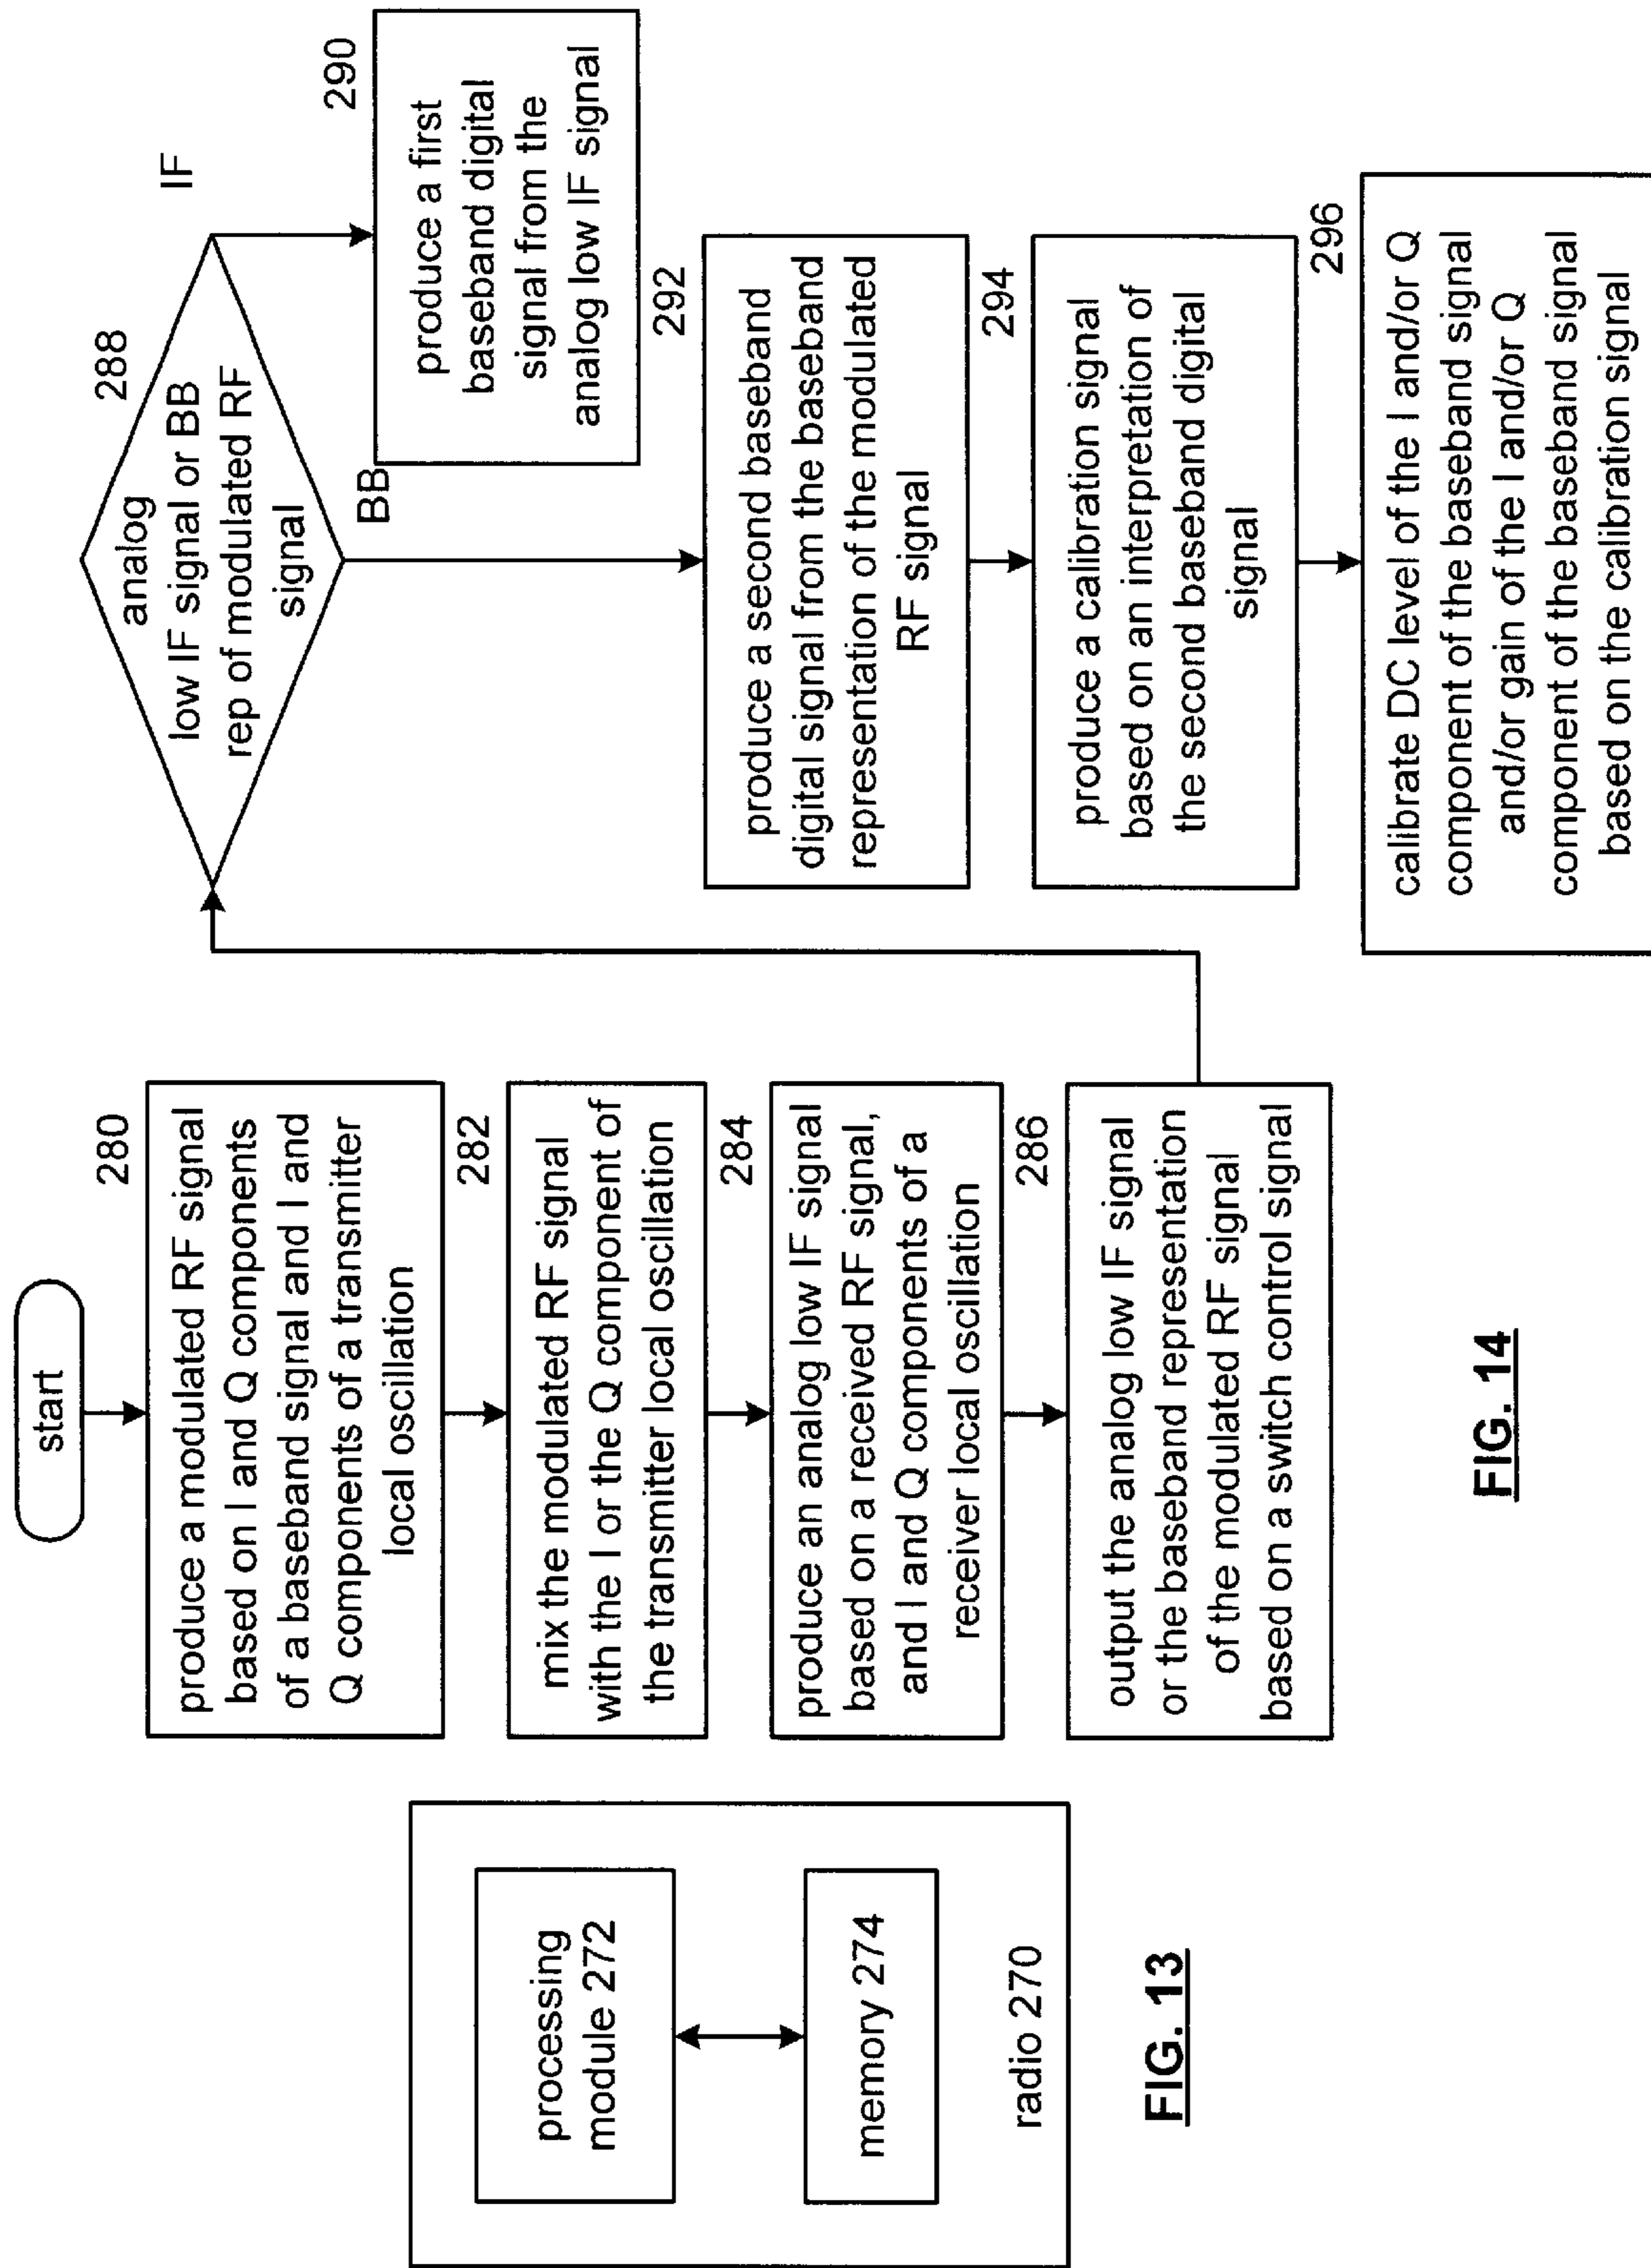 processing
module 272
memory 274
radio 270
FIG. 13
start
280
produce a modulated RF signal
based on I and Q components
of a baseband signal and I and
Q components of a transmitter
local oscillation
282
mix the modulated RF signal
with the I or the Q component of
the transmitter local oscillation
284
produce an analog low IF signal
based on a received RF signal,
and I and Q components of a
receiver local oscillation
286
output the analog low IF signal
or the baseband representation
of the modulated RF signal
based on a switch control signal
288
analog
low IF signal or BB
rep of modulated RF
signal
IF
BB
290
produce a first
baseband digital
signal from the
analog low IF signal
292
produce a second baseband
digital signal from the baseband
representation of the modulated
RF signal
294
produce a calibration signal
based on an interpretation of
the second baseband digital
signal
296
calibrate DC level of the I and/or Q
component of the baseband signal
and/or gain of the I and/or Q
component of the baseband signal
based on the calibration signal
FIG. 14